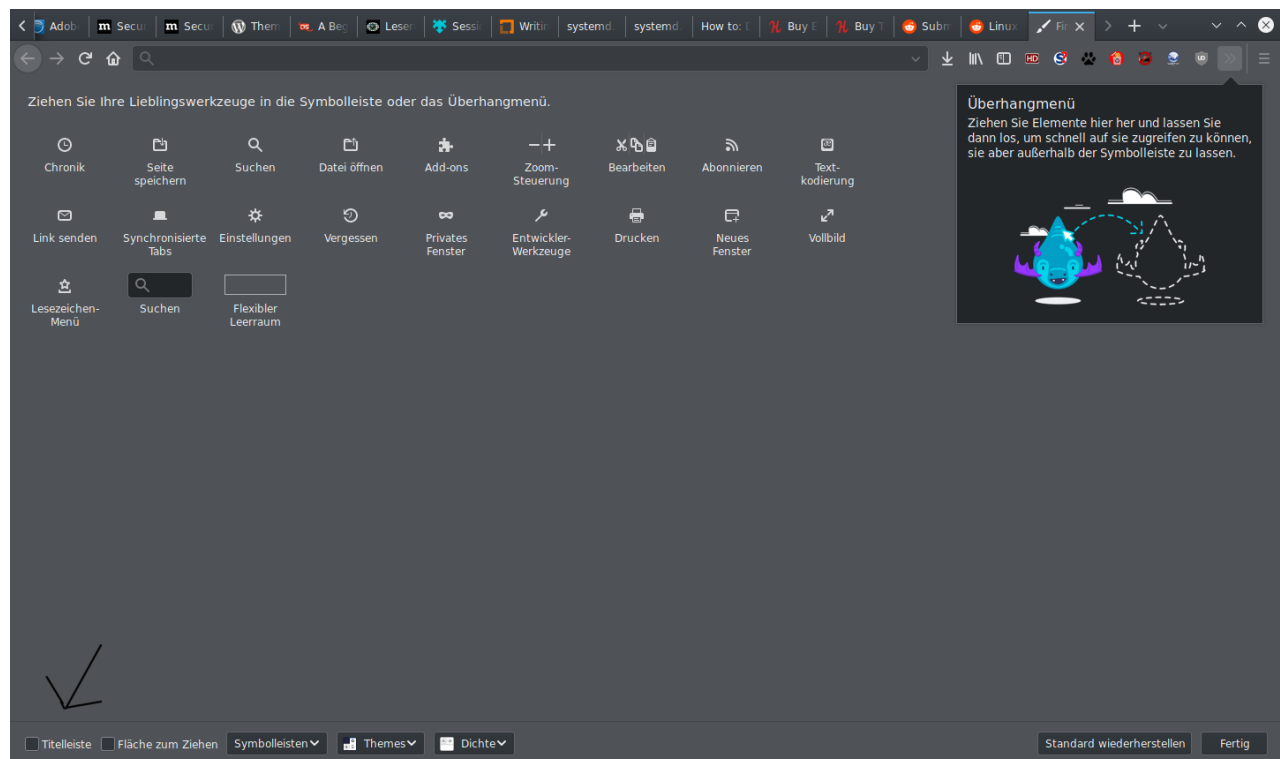 Adob
m Secur
m Secur
Them
A Beg
Leser
Sessio
Writin
systemd.
systemd.
How to: D
Buy E
Buy T
Subm
Linux
Fir
HD
Ziehen Sie Ihre Lieblingswerkzeuge in die Symbolleiste oder das Überhangmenü.
Chronik
Seite
speichern
Suchen
Datei öffnen
Add-ons
Zoom-
Steuerung
Bearbeiten
Abonnieren
Text-
kodierung
Link senden
Synchronisierte
Tabs
Einstellungen
Vergessen
Privates
Fenster
Entwickler-
Werkzeuge
Drucken
Neues
Fenster
Vollbild
Lesezeichen-
Menü
Suchen
Flexibler
Leerraum
Überhangmenü
Ziehen Sie Elemente hier her und lassen Sie
dann los, um schnell auf sie zugreifen zu können,
sie aber außerhalb der Symbolleiste zu lassen.
Titelleiste
Fläche zum Ziehen
Symbolleisten
Themes
Dichte
Standard wiederherstellen
Fertig